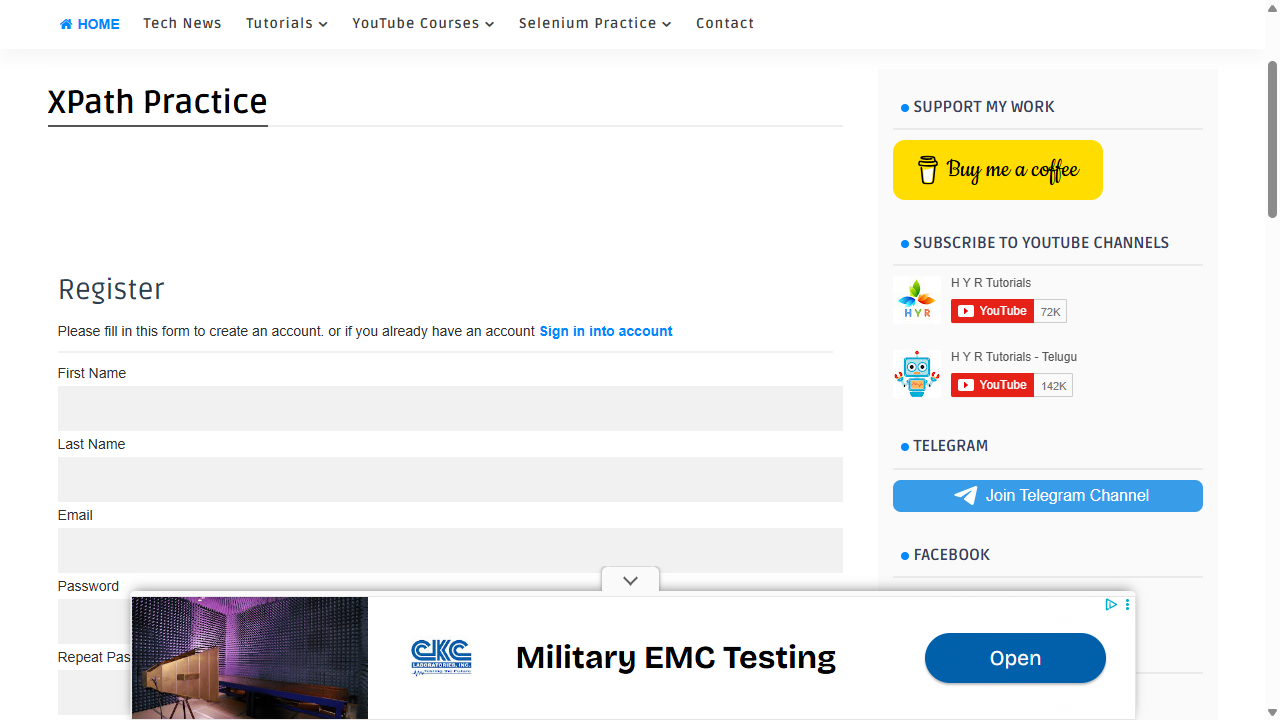 HOME Tech News Tutorials YouTube Courses Selenium Practice Contact
XPath Practice
Register
Please fill in this form to create an account. or if you already have an account Sign in into account
First Name
Last Name
Email
Password
Repeat Pas
SUPPORT MY WORK
Buy me a coffee
SUBSCRIBE TO YOUTUBE CHANNELS
H Y R
H Y R Tutorials
YouTube 72K
H Y R Tutorials - Telugu
YouTube 142K
TELEGRAM
Join Telegram Channel
FACEBOOK
CKC
LABORATORIES, INC.
Military EMC Testing
Open